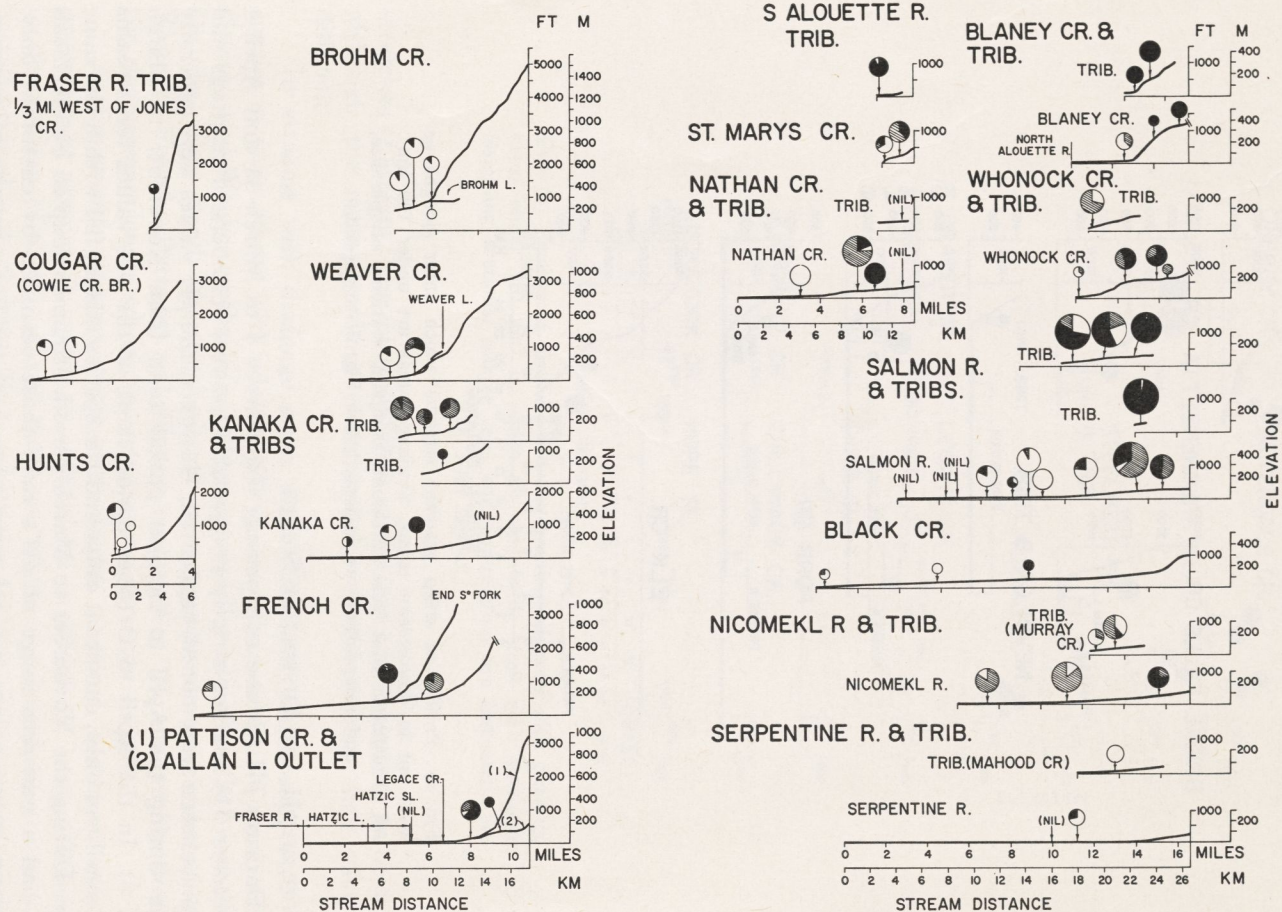 FRASER R. TRIB.
1/3 MI. WEST OF JONES
CR.
3000
2000
1000
COUGAR CR.
(COWIE CR. BR.)
3000
2000
1000
HUNTS CR.
2000
1000
0 2 4
0 2 4 6
FT M
BROHM CR.
5000
1400
4000
1200
3000
1000
800
2000
600
400
1000
200
BROHM L.
WEAVER CR.
WEAVER L.
1000
3000
800
2000
600
1000
400
200
KANAKA CR.
& TRIBS
TRIB.
1000
200
TRIB.
1000
200
KANAKA CR.
(NIL)
2000
600
400
1000
200
ELEVATION
FRENCH CR.
END Sº FORK
1000
3000
800
2000
600
400
1000
200
(1) PATTISON CR. &
(2) ALLAN L. OUTLET
LEGACE CR.
HATZIC SL.
(NIL)
FRASER R.
HATZIC L.
(1)
(2)
1000
3000
800
2000
600
400
1000
200
0 2 4 6 8 10 MILES
0 2 4 6 8 10 12 14 16
KM
STREAM DISTANCE
S ALOUETTE R.
TRIB.
1000
ST. MARYS CR.
1000
NATHAN CR.
& TRIB.
TRIB.
(NIL)
1000
NATHAN CR.
(NIL)
1000
0 2 4 6 8 MILES
0 2 4 6 8 10 12
KM
BLANEY CR. &
TRIB.
FT M
TRIB.
1000
400
200
BLANEY CR.
NORTH
ALOUETTE R.
1000
400
200
WHONOCK CR.
& TRIB.
TRIB.
1000
200
WHONOCK CR.
1000
200
SALMON R.
& TRIBS.
TRIB.
1000
200
TRIB.
1000
200
SALMON R.
(NIL)
(NIL)
(NIL)
1000
400
200
ELEVATION
BLACK CR.
1000
400
200
NICOMEKL R & TRIB.
TRIB.
(MURRAY
CR.)
1000
200
NICOMEKL R.
1000
200
SERPENTINE R. & TRIB.
TRIB.(MAHOOD CR)
1000
200
SERPENTINE R.
(NIL)
1000
200
0 2 4 6 10 12 14 16 MILES
0 2 4 6 8 10 12 14 16 18 20 22 24 26
KM
STREAM DISTANCE